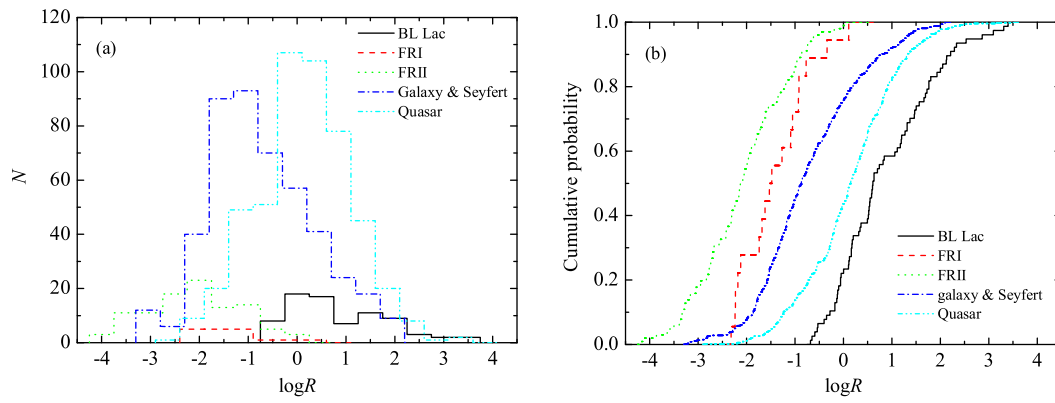 (a)
BL Lac
FRI
FRII
Galaxy & Seyfert
Quasar
120
100
80
60
40
20
0
N
-4 -3 -2 -1 0 1 2 3 4
logR
(b)
BL Lac
FRI
FRII
galaxy & Seyfert
Quasar
1.0
0.8
0.6
0.4
0.2
0.0
Cumulative probability
-4 -3 -2 -1 0 1 2 3 4
logR